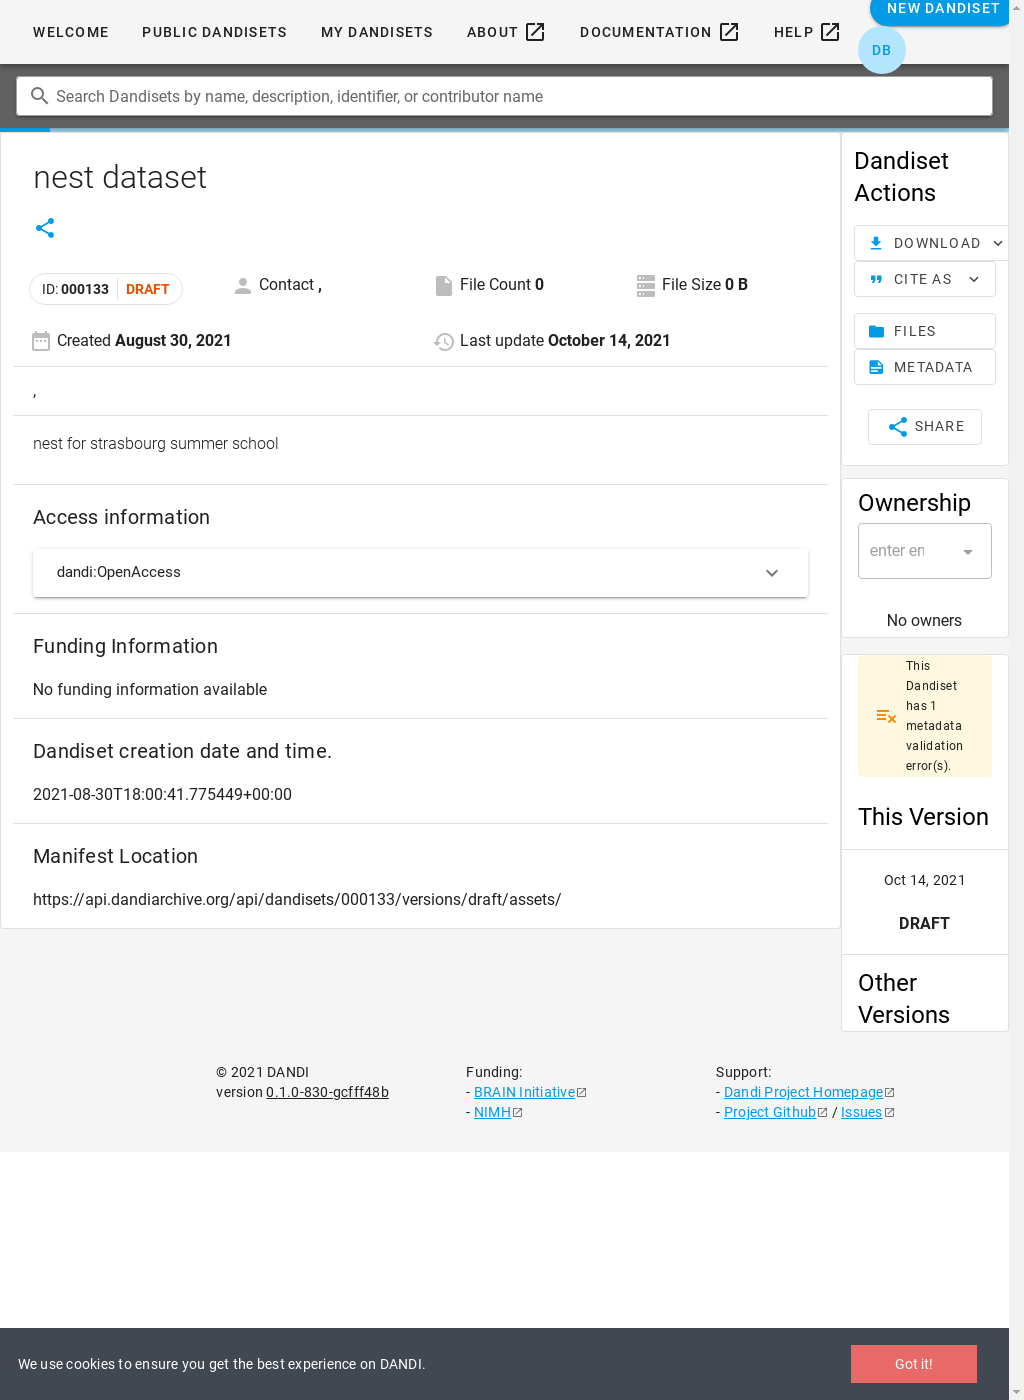 WELCOME PUBLIC DANDISETS MY DANDISETS ABOUT DOCUMENTATION HELP NEW DANDISET
DB
Search Dandisets by name, description, identifier, or contributor name
nest dataset
ID: 000133 DRAFT
Contact ,
File Count 0
File Size 0 B
Created August 30, 2021
Last update October 14, 2021
,
nest for strasbourg summer school
Access information
dandi:OpenAccess
Funding Information
No funding information available
Dandiset creation date and time.
2021-08-30T18:00:41.775449+00:00
Manifest Location
https://api.dandiarchive.org/api/dandisets/000133/versions/draft/assets/
Dandiset
Actions
DOWNLOAD
CITE AS
FILES
METADATA
SHARE
Ownership
enter en
No owners
This
Dandiset
has 1
metadata
validation
error(s).
This Version
Oct 14, 2021
DRAFT
Other
Versions
© 2021 DANDI
version 0.1.0-830-gcfff48b
Funding:
- BRAIN Initiative
- NIMH
Support:
- Dandi Project Homepage
- Project Github / Issues
We use cookies to ensure you get the best experience on DANDI.
Got it!